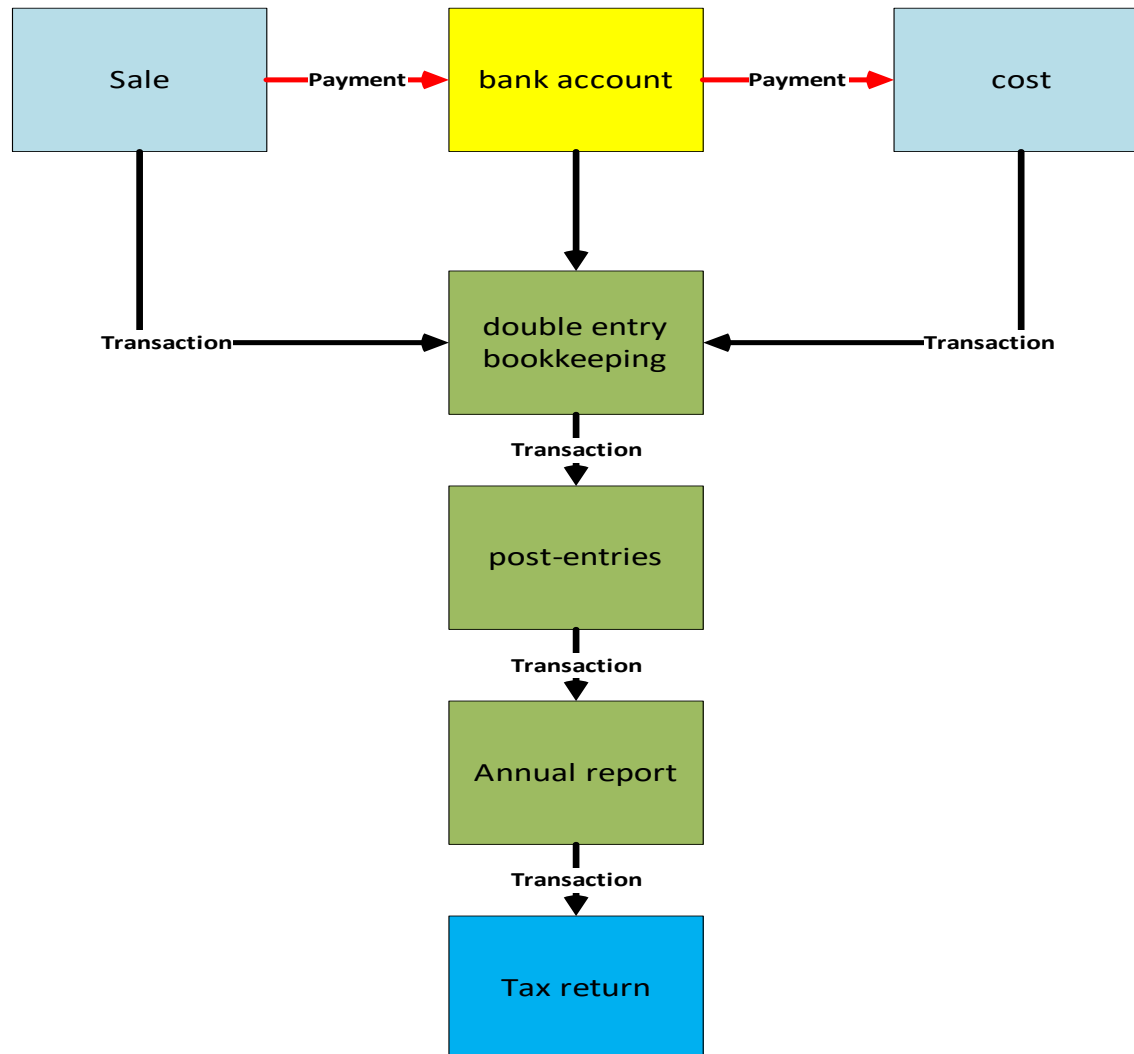 Sale
Payment
bank account
Payment
cost
Transaction
double entry
bookkeeping
Transaction
Transaction
post-entries
Transaction
Annual report
Transaction
Tax return